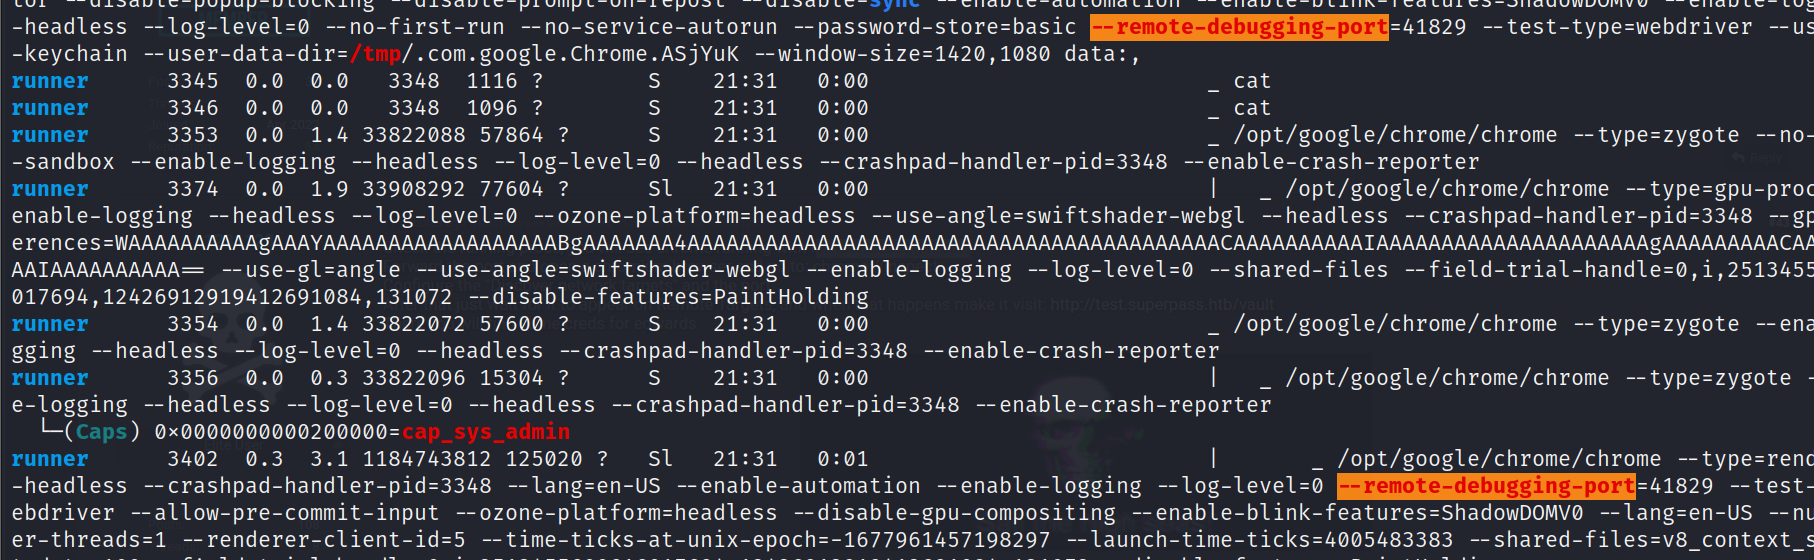 tor --disable-popup-blocking --disable-prompt-on-repost --disable-sync --enable-automation --enable-blink-features=ShadowDOMV0 --enable-log
-headless --log-level=0 --no-first-run --no-service-autorun --password-store=basic --remote-debugging-port=41829 --test-type=webdriver --us
-keychain --user-data-dir=/tmp/.com.google.Chrome.ASjYuK --window-size=1420,1080 data:,
runner 3345 0.0 0.0 3348 1116 ? S 21:31 0:00 _ cat
runner 3346 0.0 0.0 3348 1096 ? S 21:31 0:00 _ cat
runner 3353 0.0 1.4 33822088 57864 ? S 21:31 0:00 _ /opt/google/chrome/chrome --type=zygote --no-
-sandbox --enable-logging --headless --log-level=0 --headless --crashpad-handler-pid=3348 --enable-crash-reporter
runner 3374 0.0 1.9 33908292 77604 ? Sl 21:31 0:00 | _ /opt/google/chrome/chrome --type=gpu-proc
enable-logging --headless --log-level=0 --ozone-platform=headless --use-angle=swiftshader-webgl --headless --crashpad-handler-pid=3348 --gp
AAIAAAAAAAAAA== --use-gl=angle --use-angle=swiftshader-webgl --enable-logging --log-level=0 --shared-files --field-trial-handle=0,i,2513455
017694,12426912919412691084,131072 --disable-features=PaintHolding
runner 3354 0.0 1.4 33822072 57600 ? S 21:31 0:00 _ /opt/google/chrome/chrome --type=zygote --ena
gging --headless --log-level=0 --headless --crashpad-handler-pid=3348 --enable-crash-reporter
runner 3356 0.0 0.3 33822096 15304 ? S 21:31 0:00 | _ /opt/google/chrome/chrome --type=zygote -
e-logging --headless --log-level=0 --headless --crashpad-handler-pid=3348 --enable-crash-reporter
└─(Caps) 0x0000000000200000=cap_sys_admin
runner 3402 0.3 3.1 1184743812 125020 ? Sl 21:31 0:01 | _ /opt/google/chrome/chrome --type=rend
-headless --crashpad-handler-pid=3348 --lang=en-US --enable-automation --enable-logging --log-level=0 --remote-debugging-port=41829 --test-
ebdriver --allow-pre-commit-input --ozone-platform=headless --disable-gpu-compositing --enable-blink-features=ShadowDOMV0 --lang=en-US --nu
er-threads=1 --renderer-client-id=5 --time-ticks-at-unix-epoch=-1677961457198297 --launch-time-ticks=4005483383 --shared-files=v8_context_s